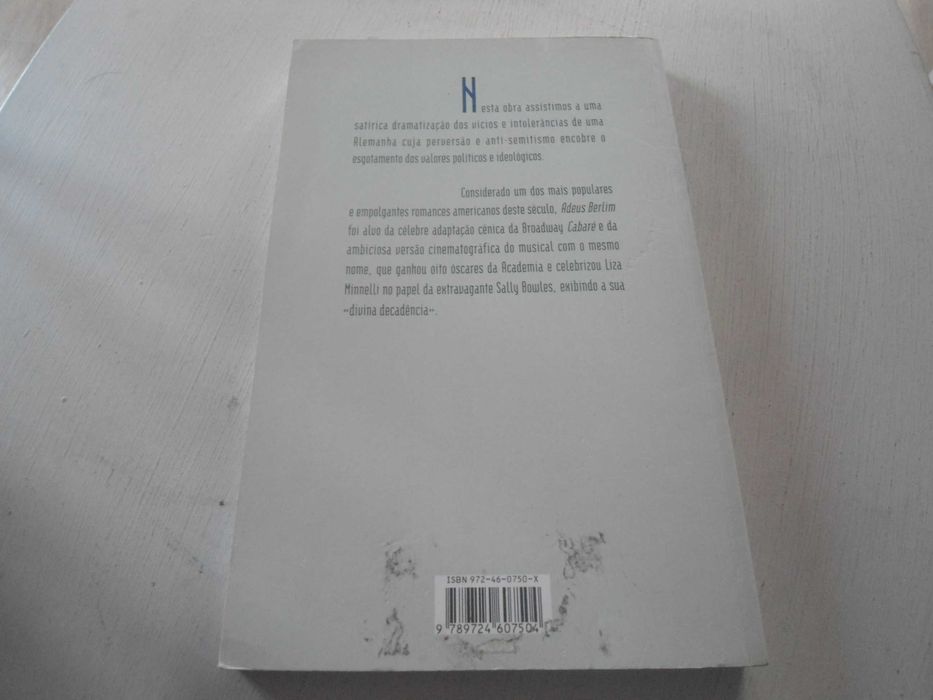 Nesta obra assistimos a uma
satírica dramatização dos vícios e intolerâncias de uma
Alemanha cuja perversão e anti-semitismo encobre o
esgotamento dos valores políticos e ideológicos.
Considerado um dos mais populares
e empolgantes romances americanos deste século, Adeus Berlim
foi alvo da célebre adaptação cénica da Broadway Cabaré e da
ambiciosa versão cinematográfica do musical com o mesmo
nome, que ganhou oito óscares da Academia e celebrizou Liza
Minnelli no papel da extravagante Sally Bowles, exibindo a sua
«divina decadência».
ISBN 972-46-0750-X
9 789724 607504